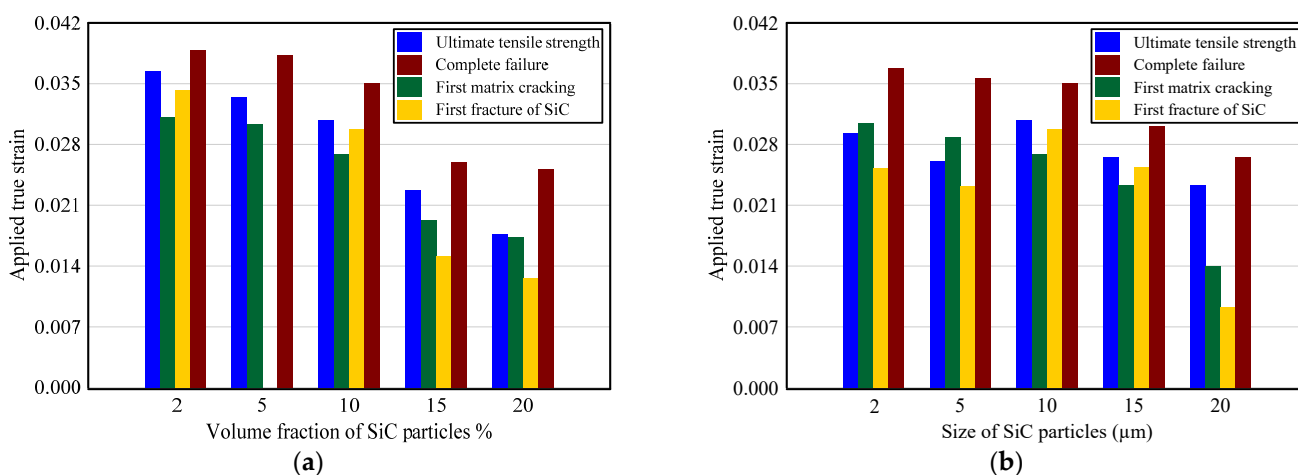 0.042
0.035
0.028
0.021
0.014
0.007
0.000
Applied true strain
Ultimate tensile strength
Complete failure
First matrix cracking
First fracture of SiC
2 5 10 15 20
Volume fraction of SiC particles %
(a)
0.042
0.035
0.028
0.021
0.014
0.007
0.000
Applied true strain
Ultimate tensile strength
Complete failure
First matrix cracking
First fracture of SiC
2 5 10 15 20
Size of SiC particles (µm)
(b)